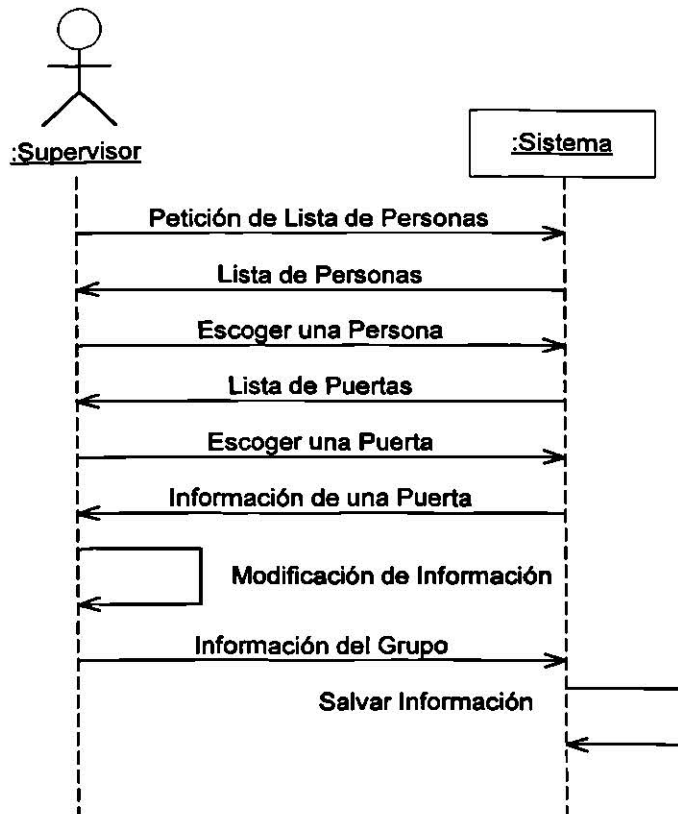 :Supervisor
:Sistema
Petición de Lista de Personas
Lista de Personas
Escoger una Persona
Lista de Puertas
Escoger una Puerta
Información de una Puerta
Modificación de Información
Información del Grupo
Salvar Información